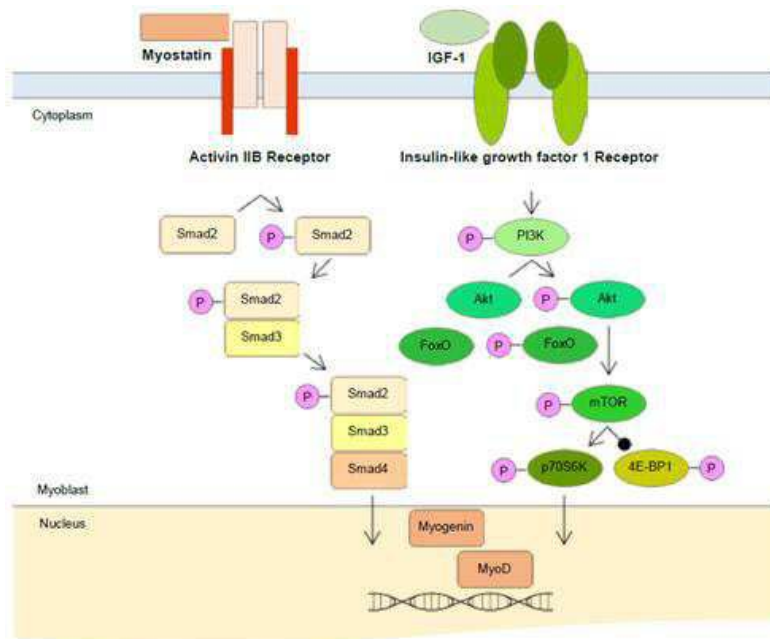 Myostatin
IGF-1
Cytoplasm
Activin IIB Receptor
Insulin-like growth factor 1 Receptor
Smad2
P
Smad2
P
PI3K
P
Smad2
Smad3
Akt
P
Akt
FoxO
P
FoxO
P
Smad2
Smad3
Smad4
P
mTOR
P
p70S6K
4E-BP1
P
Myoblast
Nucleus
Myogenin
MyoD